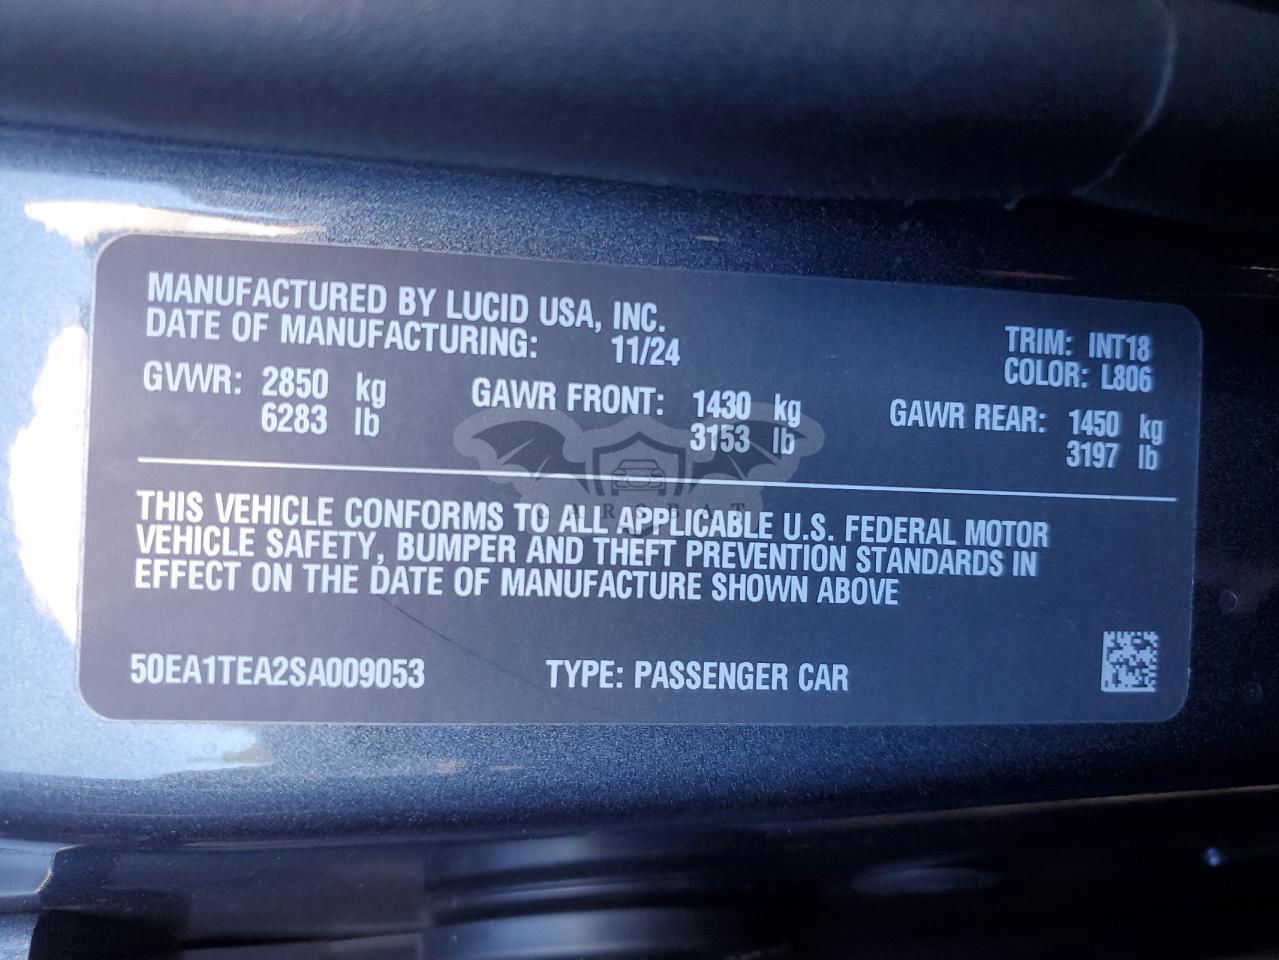 MANUFACTURED BY LUCID USA, INC.
DATE OF MANUFACTURING: 11/24
TRIM: INT18
COLOR: L806
GVWR: 2850 kg GAWR FRONT: 1430 kg GAWR REAR: 1450 kg
6283 lb 3153 lb 3197 lb
THIS VEHICLE CONFORMS TO ALL APPLICABLE U.S. FEDERAL MOTOR
VEHICLE SAFETY, BUMPER AND THEFT PREVENTION STANDARDS IN
EFFECT ON THE DATE OF MANUFACTURE SHOWN ABOVE
50EA1TEA2SA009053 TYPE: PASSENGER CAR